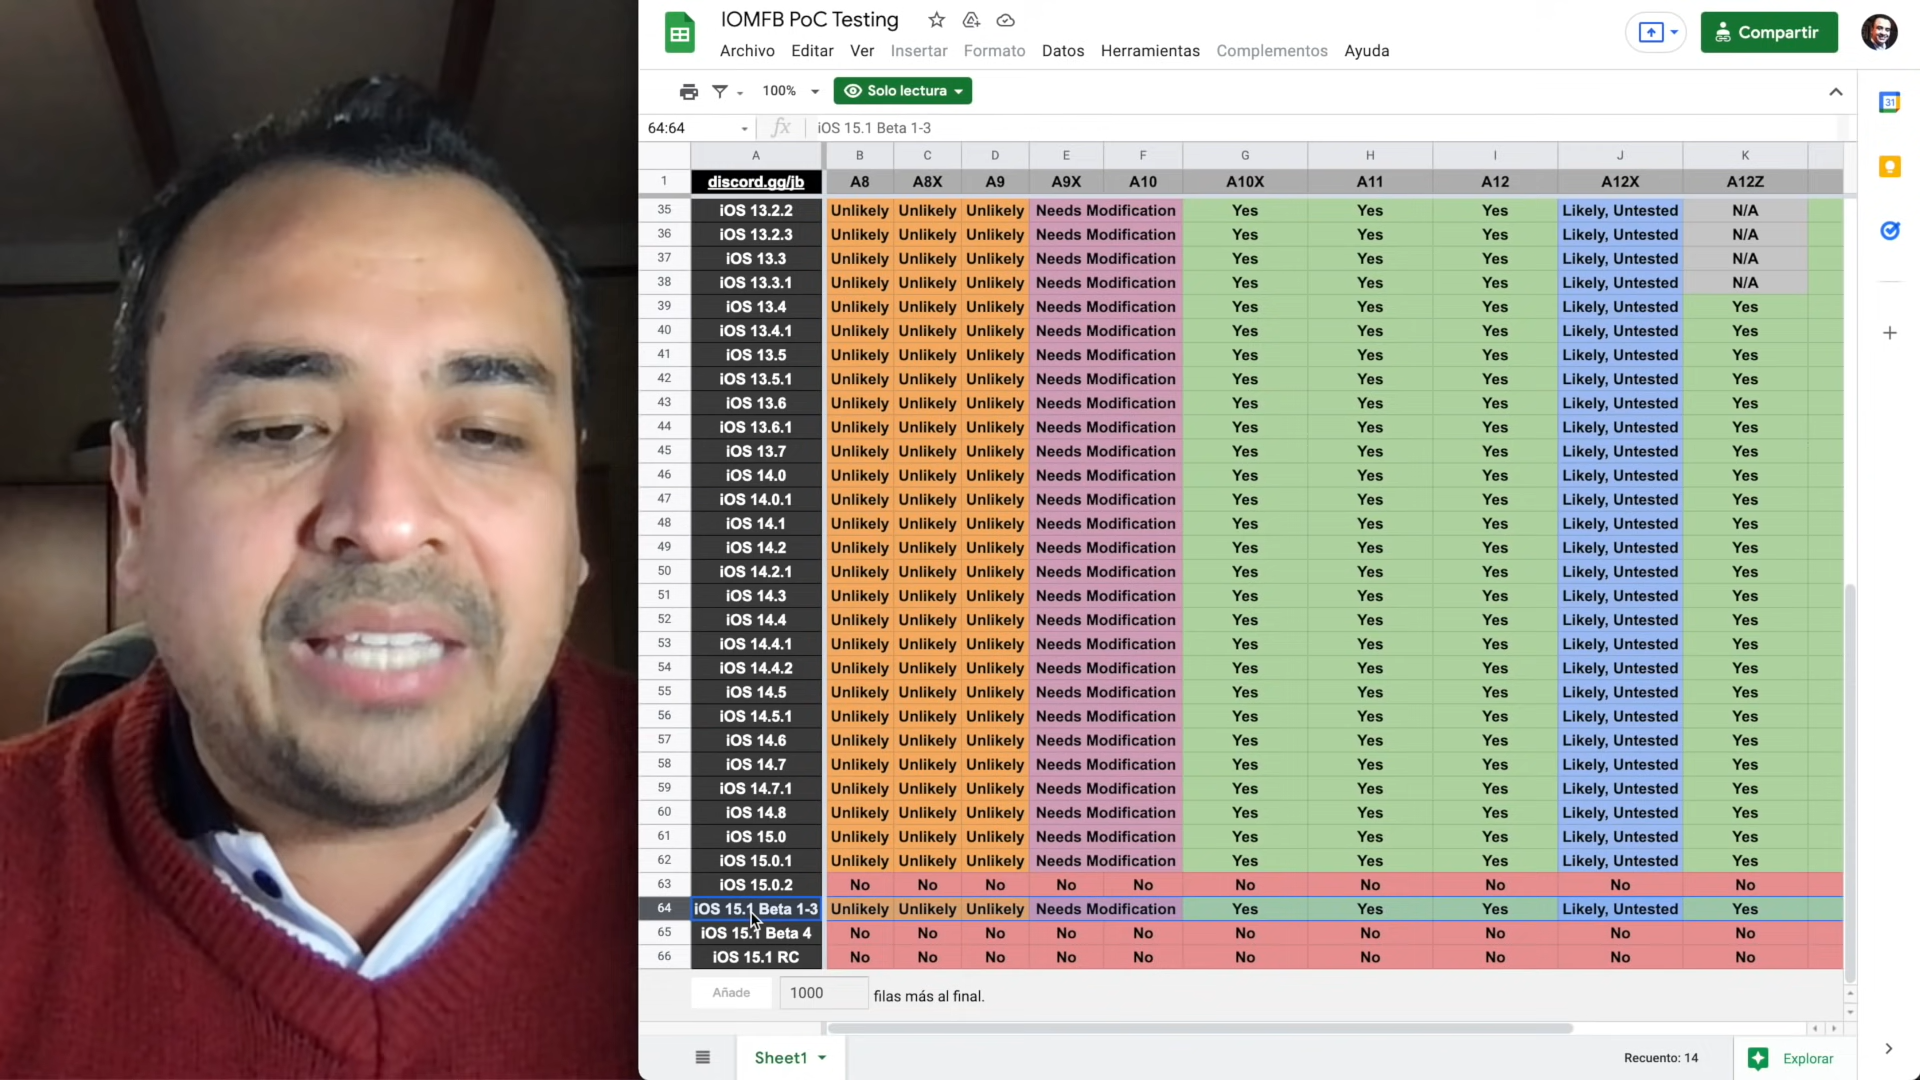 IOMFB PoC Testing
Archivo Editar Ver Insertar Formato Datos Herramientas Complementos Ayuda
Compartir
100% Solo lectura
64:64 fx iOS 15.1 Beta 1-3
A B C D E F G H I J K
1 discord.gg/jb A8 A8X A9 A9X A10 A10X A11 A12 A12X A12Z
35 iOS 13.2.2 Unlikely Unlikely Unlikely Needs Modification Yes Yes Yes Likely, Untested N/A
36 iOS 13.2.3 Unlikely Unlikely Unlikely Needs Modification Yes Yes Yes Likely, Untested N/A
37 iOS 13.3 Unlikely Unlikely Unlikely Needs Modification Yes Yes Yes Likely, Untested N/A
38 iOS 13.3.1 Unlikely Unlikely Unlikely Needs Modification Yes Yes Yes Likely, Untested N/A
39 iOS 13.4 Unlikely Unlikely Unlikely Needs Modification Yes Yes Yes Likely, Untested Yes
40 iOS 13.4.1 Unlikely Unlikely Unlikely Needs Modification Yes Yes Yes Likely, Untested Yes
41 iOS 13.5 Unlikely Unlikely Unlikely Needs Modification Yes Yes Yes Likely, Untested Yes
42 iOS 13.5.1 Unlikely Unlikely Unlikely Needs Modification Yes Yes Yes Likely, Untested Yes
43 iOS 13.6 Unlikely Unlikely Unlikely Needs Modification Yes Yes Yes Likely, Untested Yes
44 iOS 13.6.1 Unlikely Unlikely Unlikely Needs Modification Yes Yes Yes Likely, Untested Yes
45 iOS 13.7 Unlikely Unlikely Unlikely Needs Modification Yes Yes Yes Likely, Untested Yes
46 iOS 14.0 Unlikely Unlikely Unlikely Needs Modification Yes Yes Yes Likely, Untested Yes
47 iOS 14.0.1 Unlikely Unlikely Unlikely Needs Modification Yes Yes Yes Likely, Untested Yes
48 iOS 14.1 Unlikely Unlikely Unlikely Needs Modification Yes Yes Yes Likely, Untested Yes
49 iOS 14.2 Unlikely Unlikely Unlikely Needs Modification Yes Yes Yes Likely, Untested Yes
50 iOS 14.2.1 Unlikely Unlikely Unlikely Needs Modification Yes Yes Yes Likely, Untested Yes
51 iOS 14.3 Unlikely Unlikely Unlikely Needs Modification Yes Yes Yes Likely, Untested Yes
52 iOS 14.4 Unlikely Unlikely Unlikely Needs Modification Yes Yes Yes Likely, Untested Yes
53 iOS 14.4.1 Unlikely Unlikely Unlikely Needs Modification Yes Yes Yes Likely, Untested Yes
54 iOS 14.4.2 Unlikely Unlikely Unlikely Needs Modification Yes Yes Yes Likely, Untested Yes
55 iOS 14.5 Unlikely Unlikely Unlikely Needs Modification Yes Yes Yes Likely, Untested Yes
56 iOS 14.5.1 Unlikely Unlikely Unlikely Needs Modification Yes Yes Yes Likely, Untested Yes
57 iOS 14.6 Unlikely Unlikely Unlikely Needs Modification Yes Yes Yes Likely, Untested Yes
58 iOS 14.7 Unlikely Unlikely Unlikely Needs Modification Yes Yes Yes Likely, Untested Yes
59 iOS 14.7.1 Unlikely Unlikely Unlikely Needs Modification Yes Yes Yes Likely, Untested Yes
60 iOS 14.8 Unlikely Unlikely Unlikely Needs Modification Yes Yes Yes Likely, Untested Yes
61 iOS 15.0 Unlikely Unlikely Unlikely Needs Modification Yes Yes Yes Likely, Untested Yes
62 iOS 15.0.1 Unlikely Unlikely Unlikely Needs Modification Yes Yes Yes Likely, Untested Yes
63 iOS 15.0.2 No No No No No No No No No No
64 iOS 15.1 Beta 1-3 Unlikely Unlikely Unlikely Needs Modification Yes Yes Yes Likely, Untested Yes
65 iOS 15.1 Beta 4 No No No No No No No No No No
66 iOS 15.1 RC No No No No No No No No No No
Añade 1000 filas más al final.
Sheet1 Recuento: 14 Explorar
31